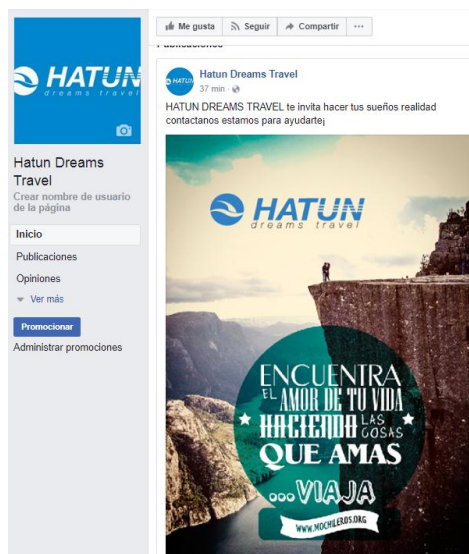 HATUN
dreams travel
Hatun Dreams
Travel
Crear nombre de usuario
de la página
Inicio
Publicaciones
Opiniones
Ver más
Promocionar
Administrar promociones
Me gusta
Seguir
Compartir
Publicaciones
HATUN
Hatun Dreams Travel
37 min
HATUN DREAMS TRAVEL te invita hacer tus sueños realidad
contactanos estamos para ayudarte¡
HATUN
dreams travel
ENCUENTRA
EL AMOR DE TU VIDA
HACIENDO LAS COSAS
QUE AMAS
...VIAJA
WWW.MOCHILEROS.ORG